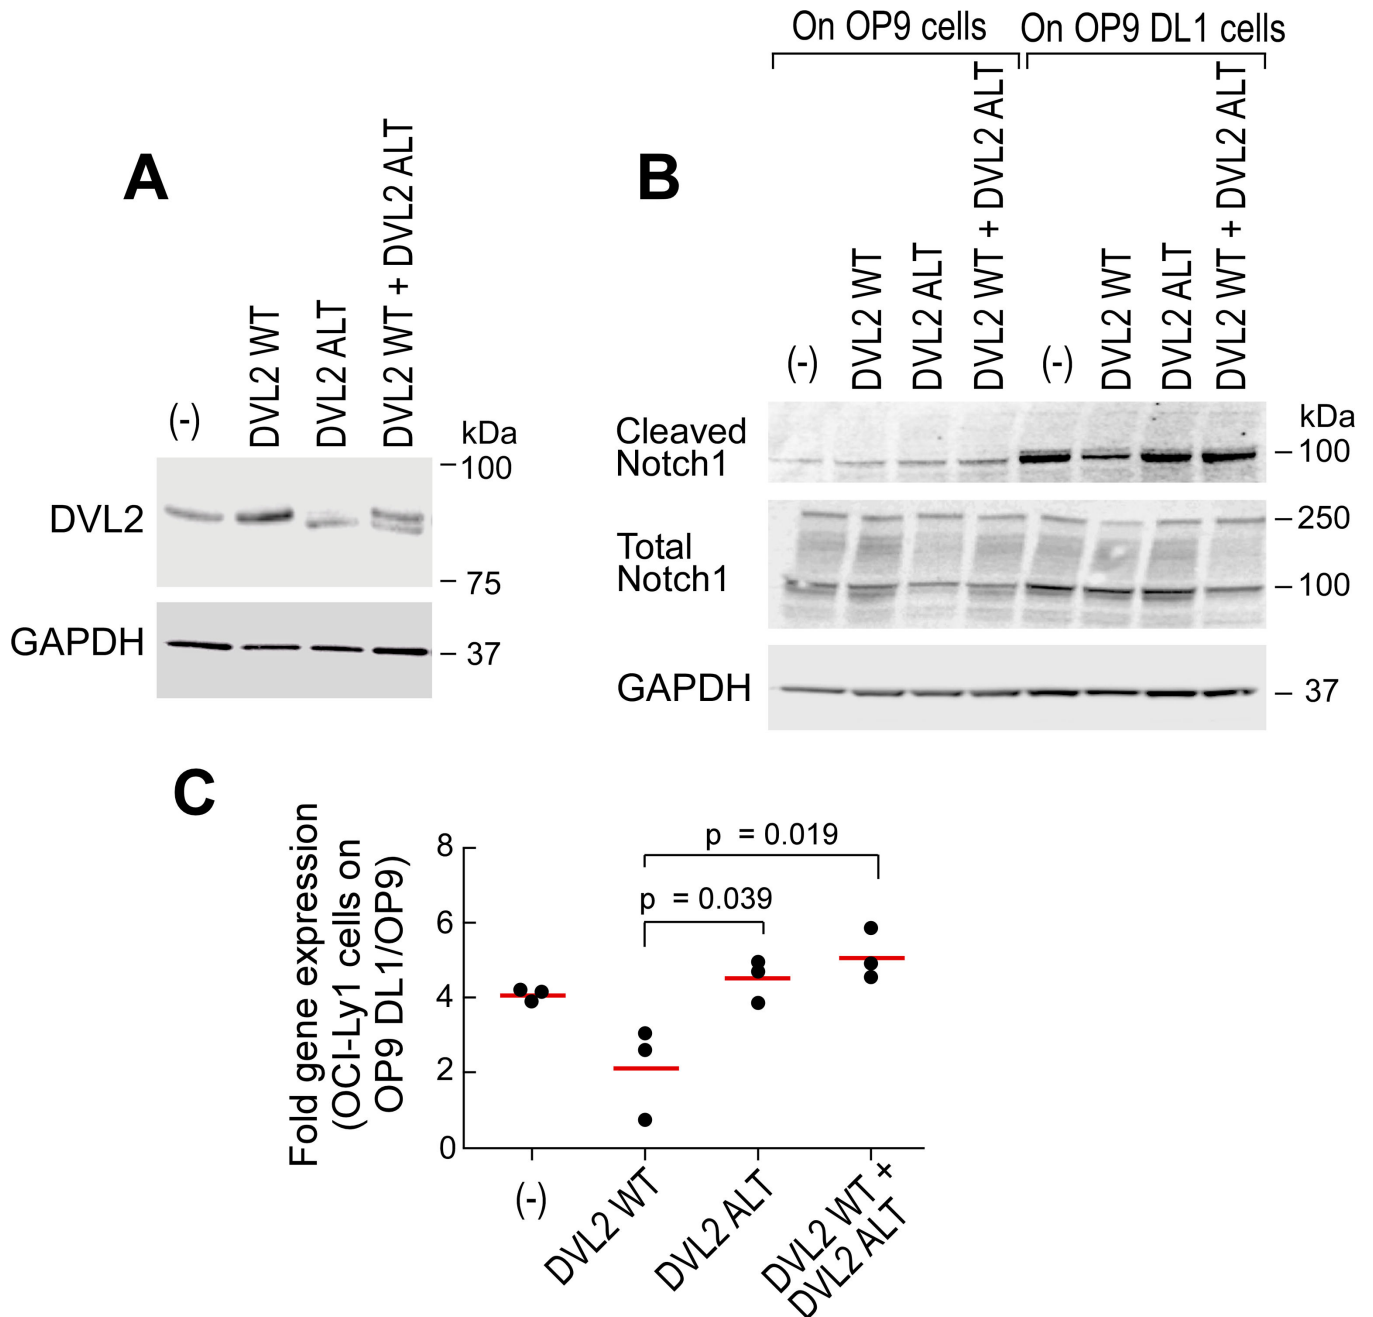 A
(-)
DVL2 WT
DVL2 ALT
DVL2 WT + DVL2 ALT
kDa
100
DVL2
75
GAPDH
37
B
On OP9 cells
On OP9 DL1 cells
(-)
DVL2 WT
DVL2 ALT
DVL2 WT + DVL2 ALT
(-)
DVL2 WT
DVL2 ALT
DVL2 WT + DVL2 ALT
kDa
Cleaved
Notch1
100
250
Total
Notch1
100
GAPDH
37
C
Fold gene expression
(OCI-Ly1 cells on
OP9 DL1/OP9)
8
6
4
2
0
p = 0.019
p = 0.039
(-)
DVL2 WT
DVL2 ALT
DVL2 WT +
DVL2 ALT